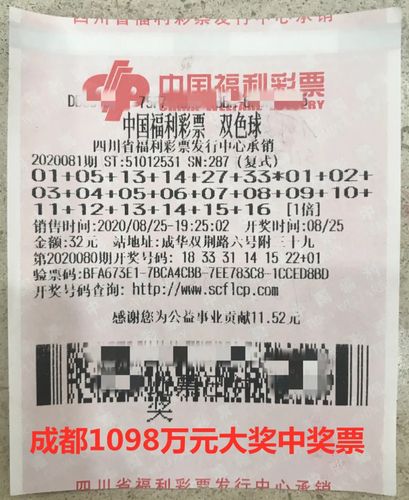 四川省福利彩票发行中心承销
中国福利彩票
中国福利彩票 双色球
四川省福利彩票发行中心承销
2020081期 ST:51012531 SN:287 (复式)
01+05+13+14+27+33*01+02+
03+04+05+06+07+08+09+10+
11+12+13+14+15+16 [1倍]
销售时间:2020/08/25-19:25:02 开奖时间:08/25
金额:32元 站地址:成华双荆路六号附三十九
第2020080期开奖号码: 18 33 31 14 15 22+01
验票码:BFA673E1-7BCA4CBB-7EE783C8-1CCED8BD
开奖号码查询: http://www.scflcp.com
感谢您为公益事业贡献11.52元
奖
成都1098万元大奖中奖票
四川省福利彩票发行中心承销